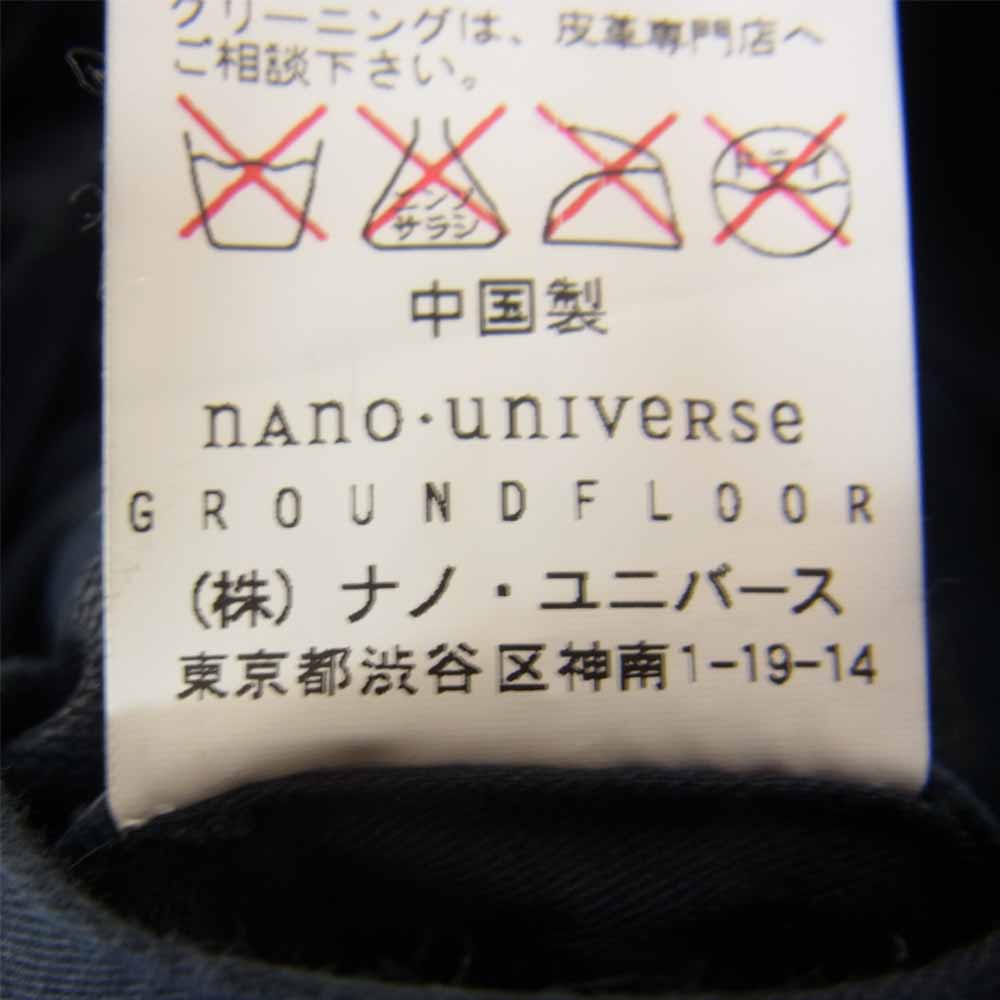 クリーニングは、皮革専門店へ
ご相談下さい。
エンソ
サラシ
ドライ
中国製
nAno・unIVeRSe
GROUNDFLOOR
(株)ナノ・ユニバース
東京都渋谷区神南1-19-14